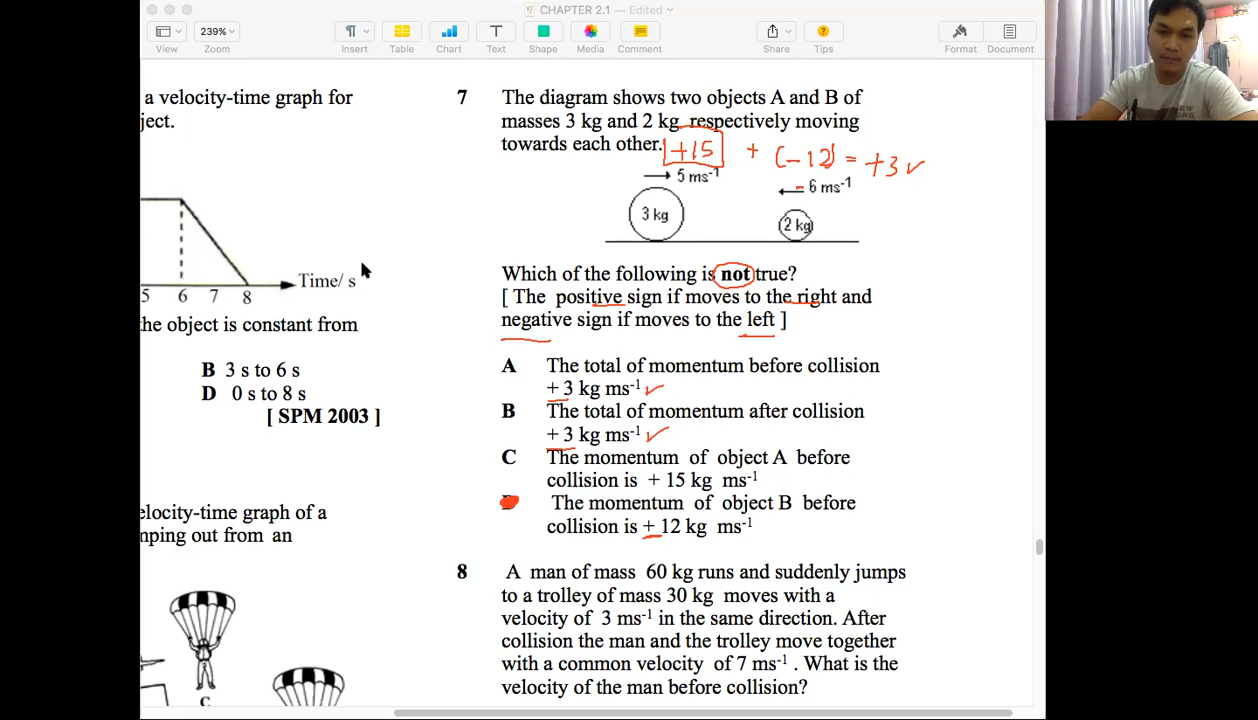 CHAPTER 2.1 — Edited
239%
View
Zoom
Insert
Table
Chart
Text
Shape
Media
Comment
Share
Tips
Format
Document
a velocity-time graph for
ject.
Time/ s
5 6 7 8
the object is constant from
B 3 s to 6 s
D 0 s to 8 s
[ SPM 2003 ]
elocity-time graph of a
nping out from an
C
7 The diagram shows two objects A and B of
masses 3 kg and 2 kg respectively moving
towards each other.
+15 + (-12) = +3 ✓
5 ms-1
6 ms-1
3 kg
2 kg
Which of the following is not true?
[ The positive sign if moves to the right and
negative sign if moves to the left ]
A The total of momentum before collision
+ 3 kg ms-1 ✓
B The total of momentum after collision
+ 3 kg ms-1 ✓
C The momentum of object A before
collision is + 15 kg ms-1
The momentum of object B before
collision is + 12 kg ms-1
8 A man of mass 60 kg runs and suddenly jumps
to a trolley of mass 30 kg moves with a
velocity of 3 ms-1 in the same direction. After
collision the man and the trolley move together
with a common velocity of 7 ms-1 . What is the
velocity of the man before collision?